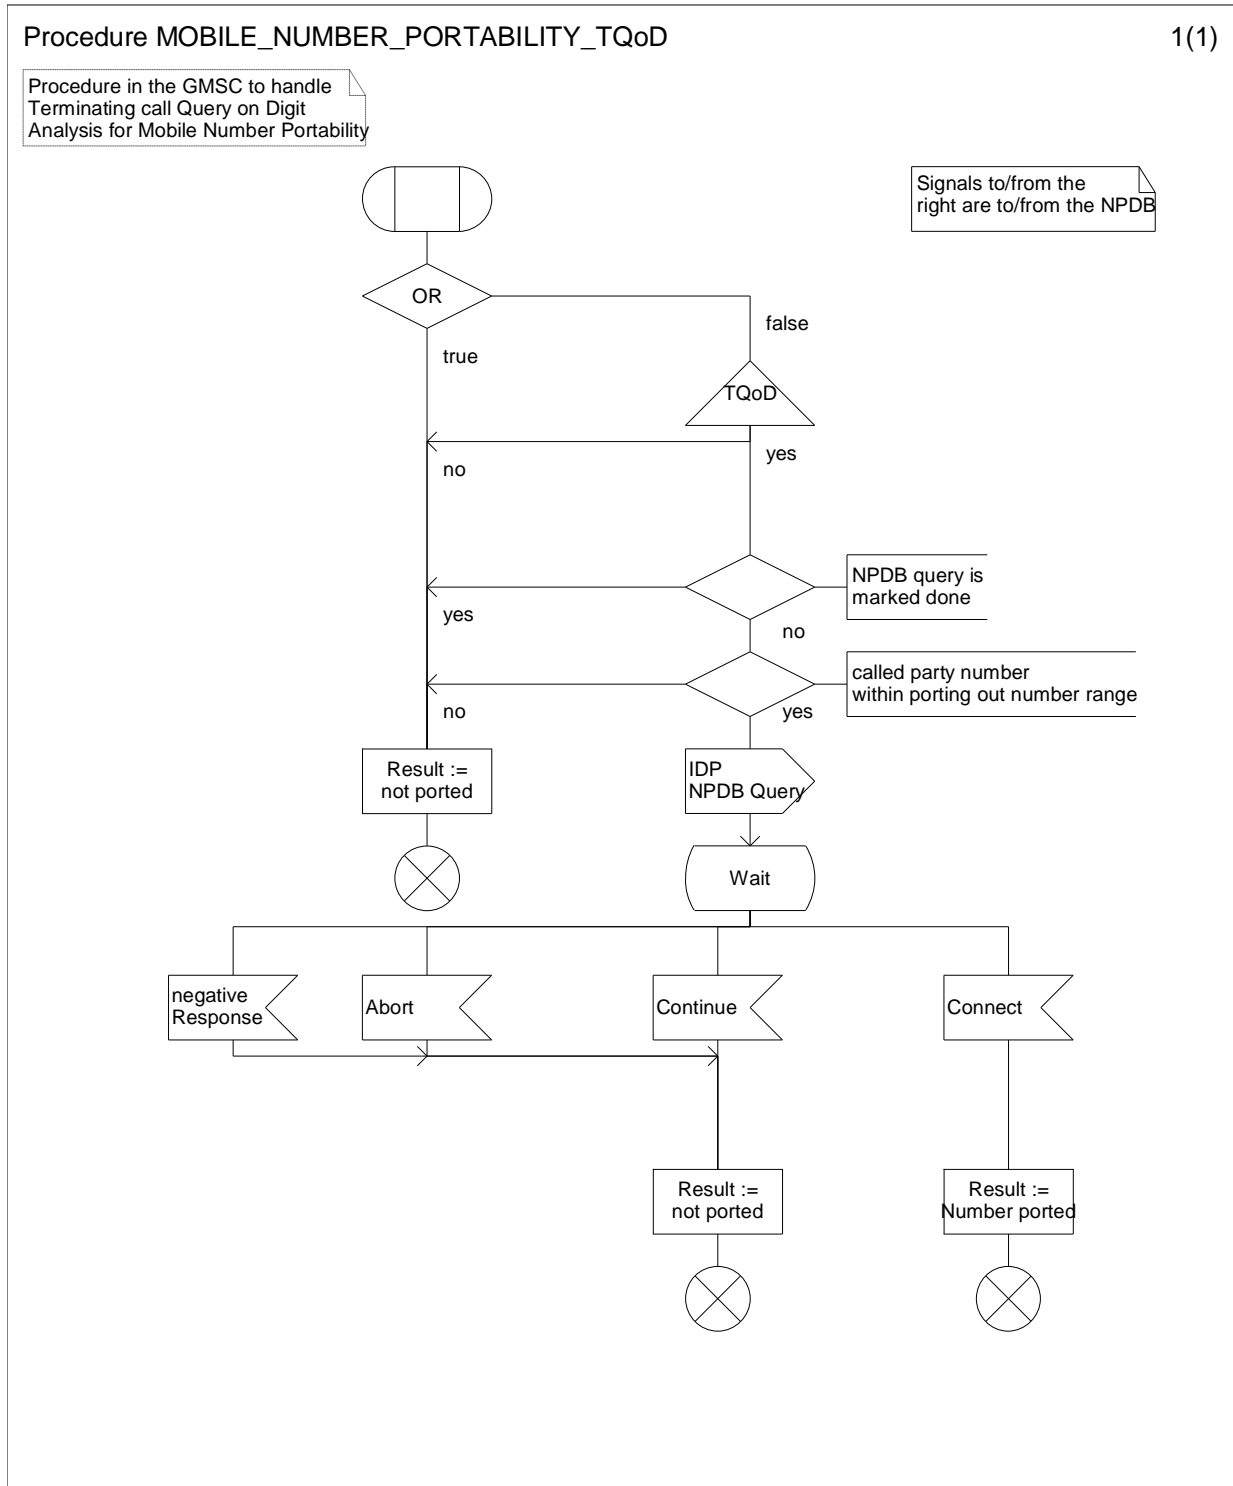 Procedure MOBILE_NUMBER_PORTABILITY_TQoD
1(1)
Procedure in the GMSC to handle
Terminating call Query on Digit
Analysis for Mobile Number Portability
Signals to/from the
right are to/from the NPDB
OR
false
true
TQoD
yes
no
NPDB query is
marked done
yes
no
called party number
within porting out number range
no
yes
Result :=
not ported
IDP
NPDB Query
Wait
negative
Response
Abort
Continue
Connect
Result :=
not ported
Result :=
Number ported